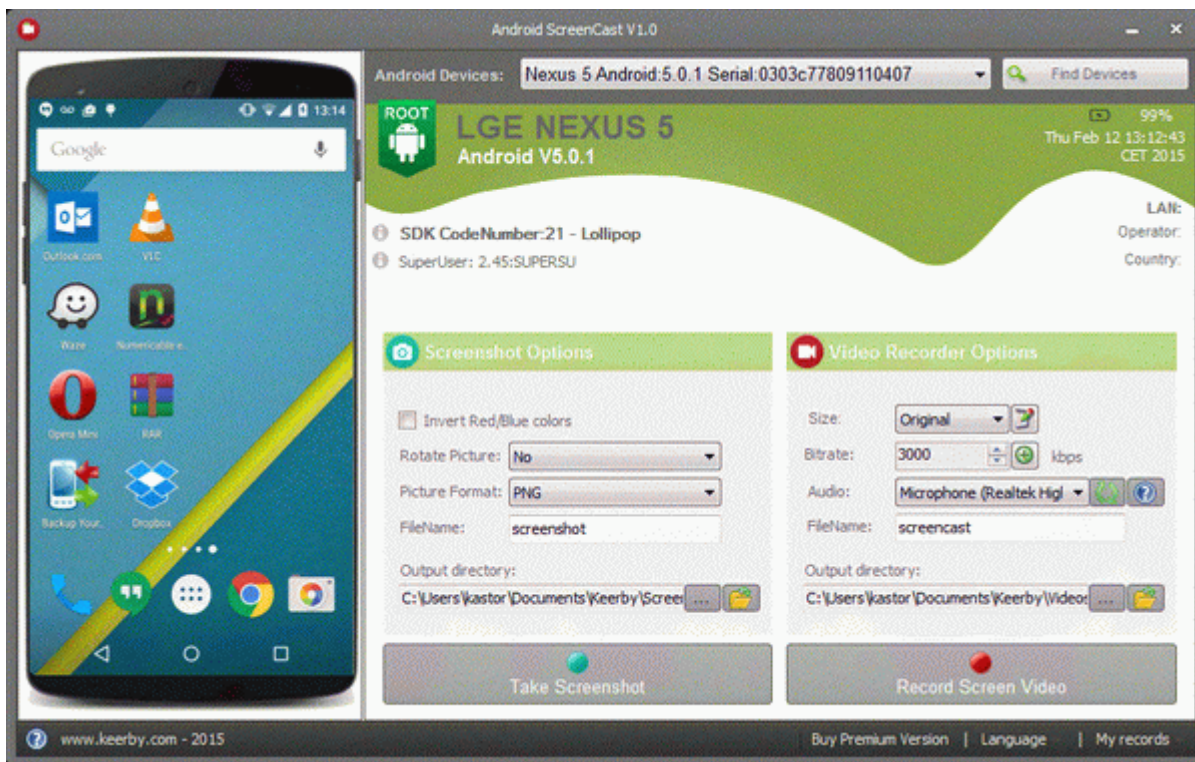 Android ScreenCast V1.0
Android Devices: Nexus 5 Android:5.0.1 Serial:0303c77809110407 Find Devices
13:14
Google
Outlook.com VLC
Waze Numericable e..
Opera Mini RAR
Backup Your.. Dropbox
ROOT
LGE NEXUS 5
Android V5.0.1
99%
Thu Feb 12 13:12:43
CET 2015
LAN:
Operator:
Country:
SDK CodeNumber:21 - Lollipop
SuperUser: 2.45:SUPERSU
Screenshot Options
Invert Red/Blue colors
Rotate Picture: No
Picture Format: PNG
FileName: screenshot
Output directory:
C:\Users\kastor\Documents\Keerby\Screer ...
Take Screenshot
Video Recorder Options
Size: Original
Bitrate: 3000 kbps
Audio: Microphone (Realtek Higl
FileName: screencast
Output directory:
C:\Users\kastor\Documents\Keerby\Videos ...
Record Screen Video
www.keerby.com - 2015
Buy Premium Version | Language | My records